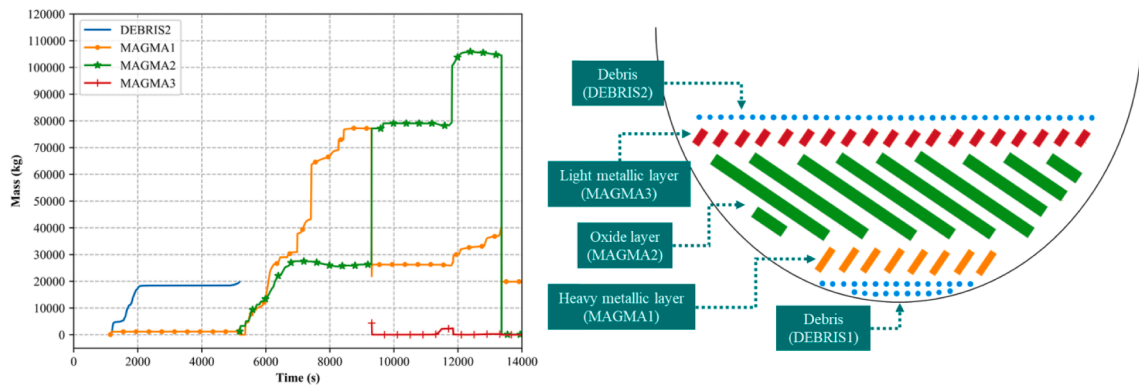 120000
110000
100000
90000
80000
70000
60000
50000
40000
30000
20000
10000
0
Mass (kg)
DEBRIS2
MAGMA1
MAGMA2
MAGMA3
0 2000 4000 6000 8000 10000 12000 14000
Time (s)
Debris
(DEBRIS2)
Light metallic layer
(MAGMA3)
Oxide layer
(MAGMA2)
Heavy metallic layer
(MAGMA1)
Debris
(DEBRIS1)